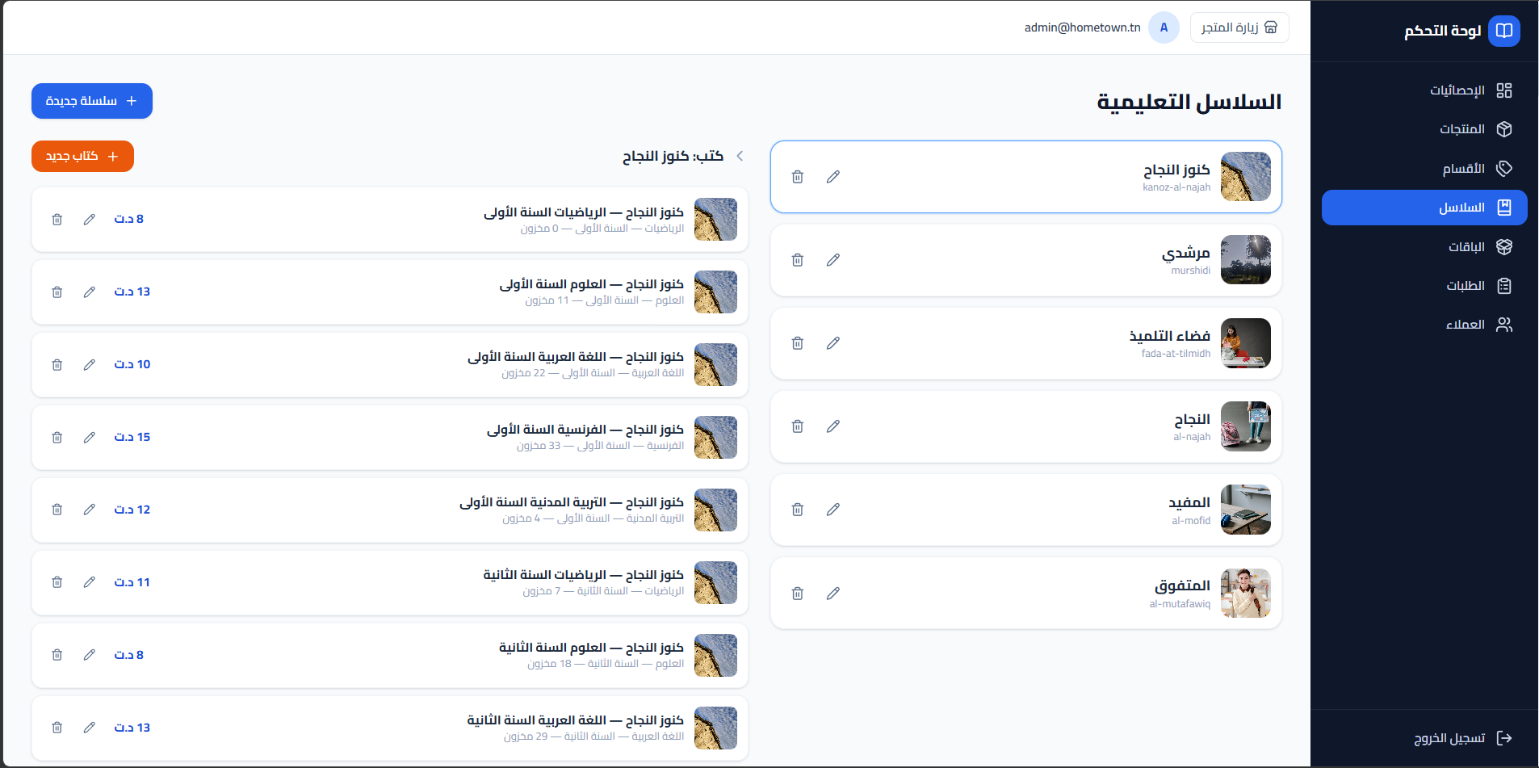 لوحة التحكم
الإحصائيات
المنتجات
الأقسام
السلاسل
الباقات
الطلبات
العملاء
تسجيل الخروج
زيارة المتجر
A
admin@hometown.tn
السلاسل التعليمية
+ سلسلة جديدة
كنوز النجاح
kanoz-al-najah
مرشدي
murshidi
فضاء التلميذ
fada-at-tilmidh
النجاح
al-najah
المفيد
al-mofid
المتفوق
al-mutafawiq
كتب: كنوز النجاح
+ كتاب جديد
كنوز النجاح — الرياضيات السنة الأولى
الرياضيات — السنة الأولى — 0 مخزون
8 د.ت
كنوز النجاح — العلوم السنة الأولى
العلوم — السنة الأولى — 11 مخزون
13 د.ت
كنوز النجاح — اللغة العربية السنة الأولى
اللغة العربية — السنة الأولى — 22 مخزون
10 د.ت
كنوز النجاح — الفرنسية السنة الأولى
الفرنسية — السنة الأولى — 33 مخزون
15 د.ت
كنوز النجاح — التربية المدنية السنة الأولى
التربية المدنية — السنة الأولى — 4 مخزون
12 د.ت
كنوز النجاح — الرياضيات السنة الثانية
الرياضيات — السنة الثانية — 7 مخزون
11 د.ت
كنوز النجاح — العلوم السنة الثانية
العلوم — السنة الثانية — 18 مخزون
8 د.ت
كنوز النجاح — اللغة العربية السنة الثانية
اللغة العربية — السنة الثانية — 29 مخزون
13 د.ت